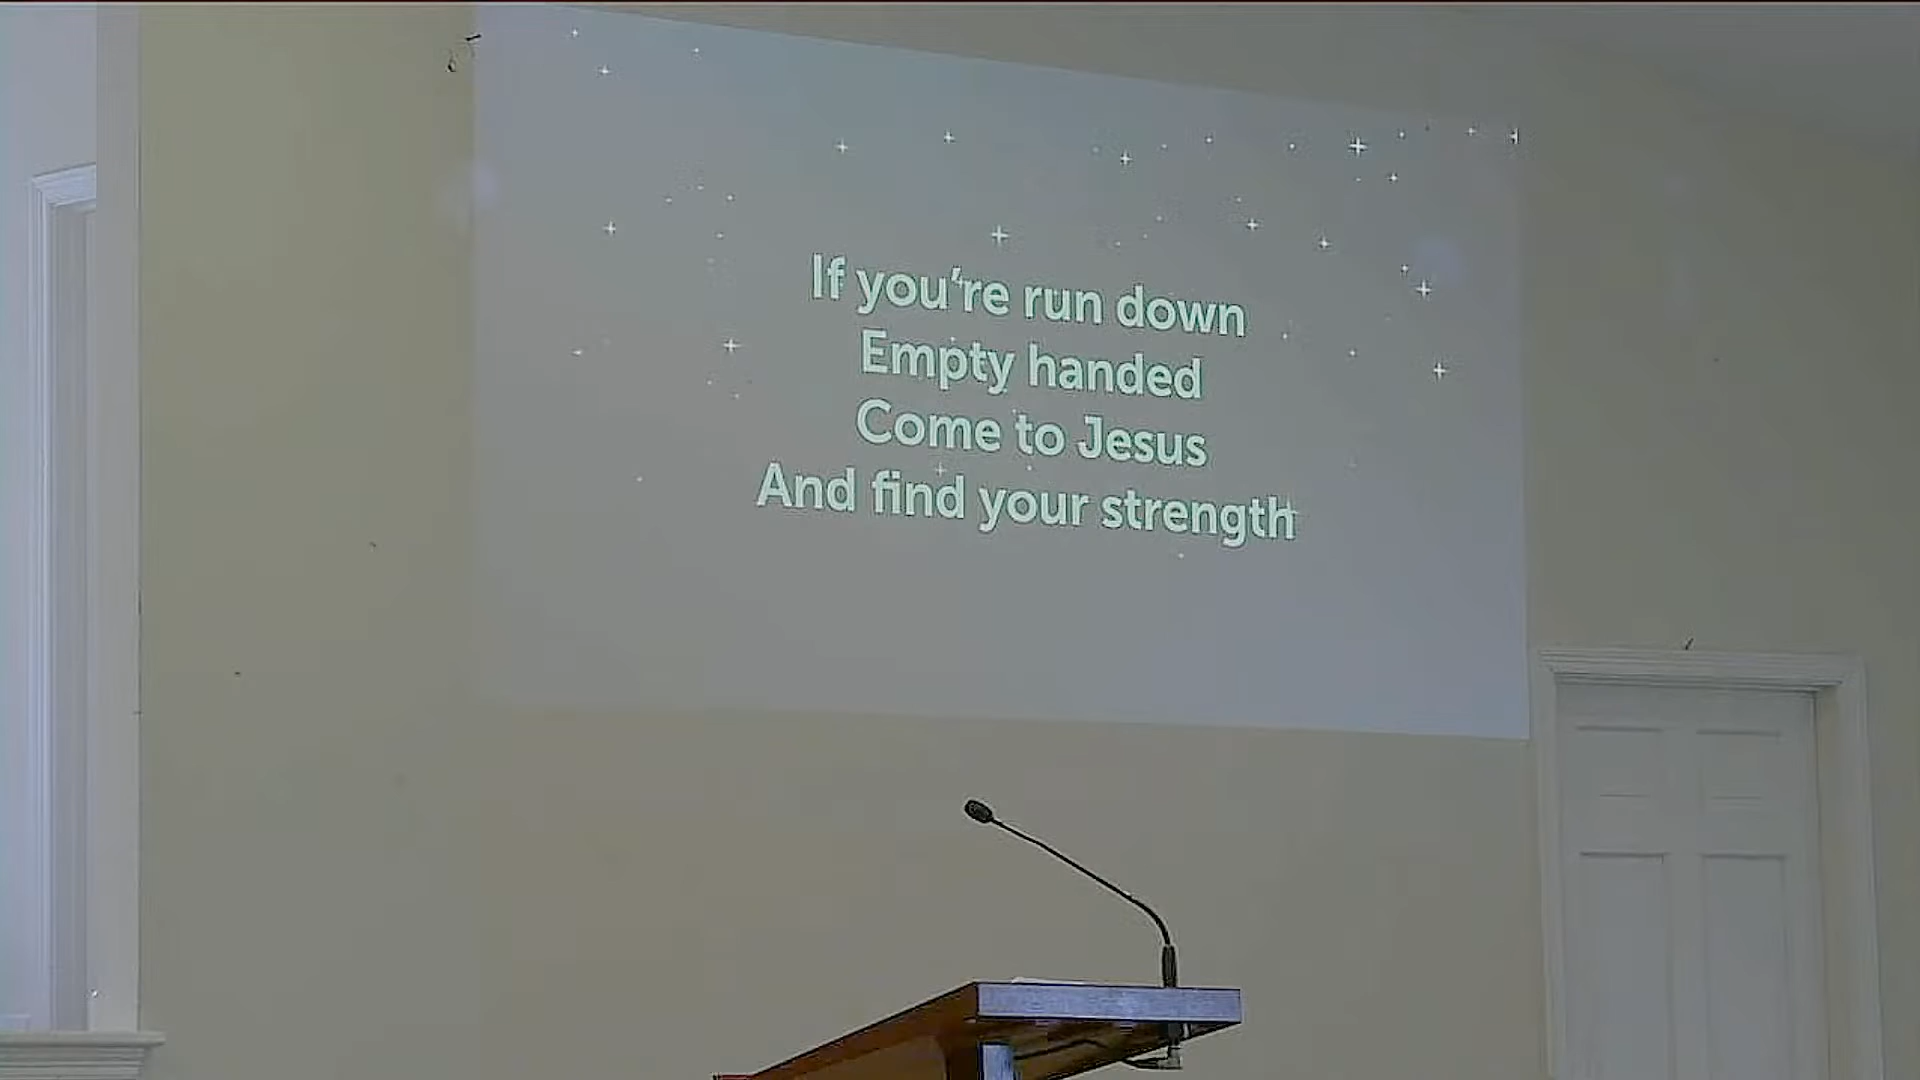 If you're run down
Empty handed
Come to Jesus
And find your strength